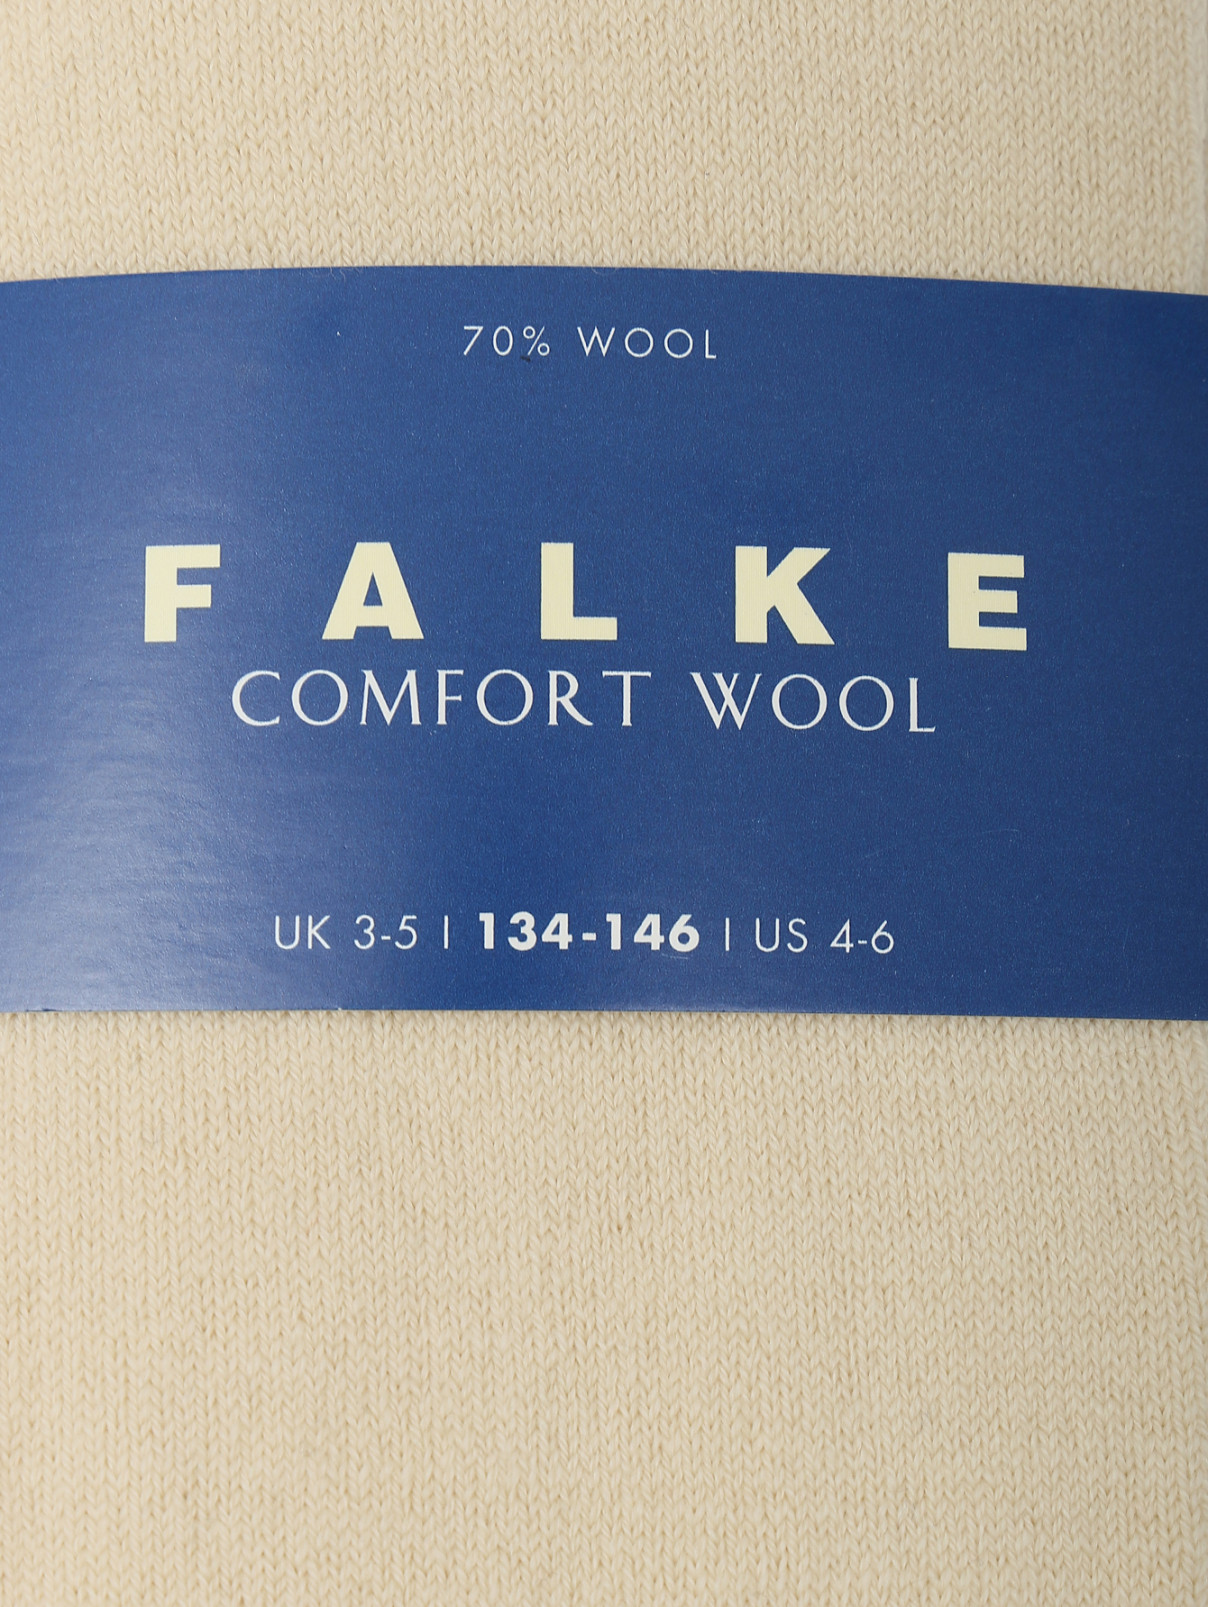 70% WOOL
FALKE
COMFORT WOOL
UK 3-5 | 134-146 | US 4-6